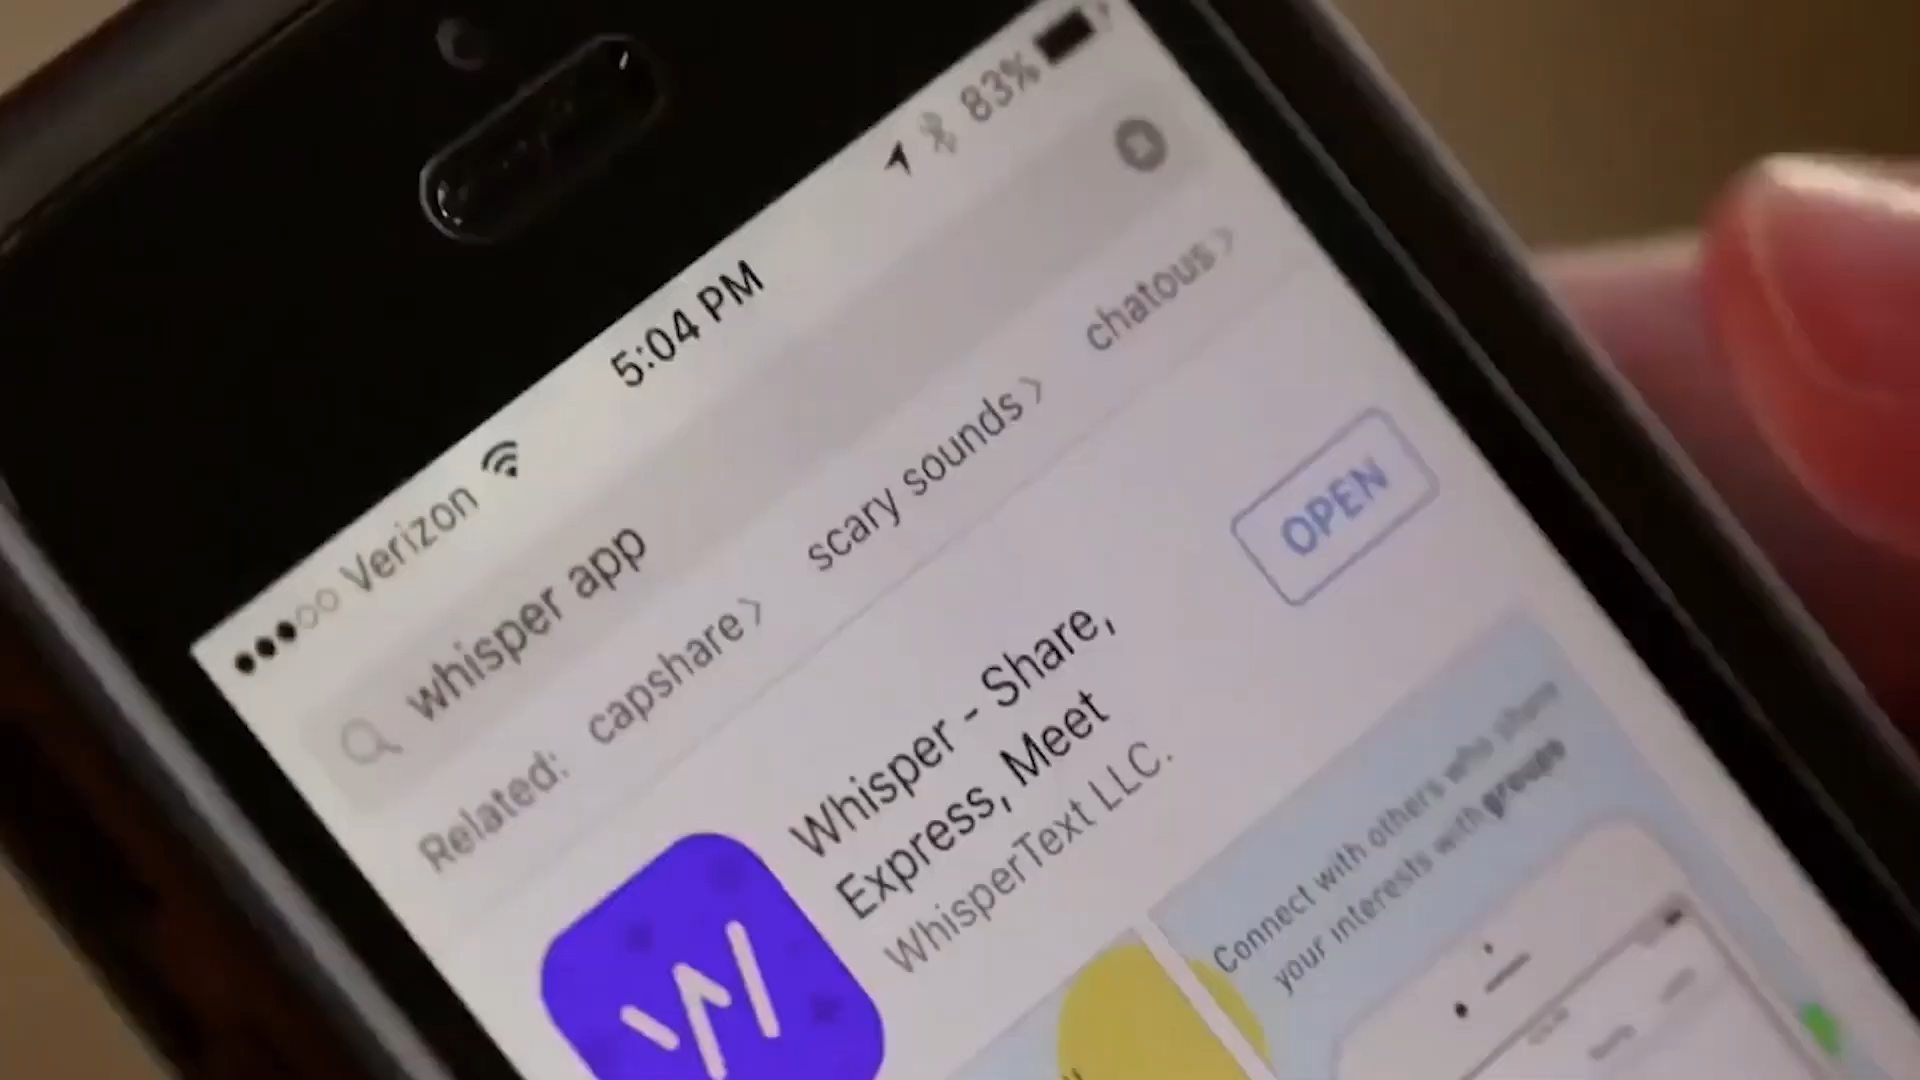 Verizon 5:04 PM 83%
whisper app
Related: capshare scary sounds chatous
Whisper - Share,
Express, Meet
WhisperText LLC.
OPEN
Connect with others who share
your interests with groups